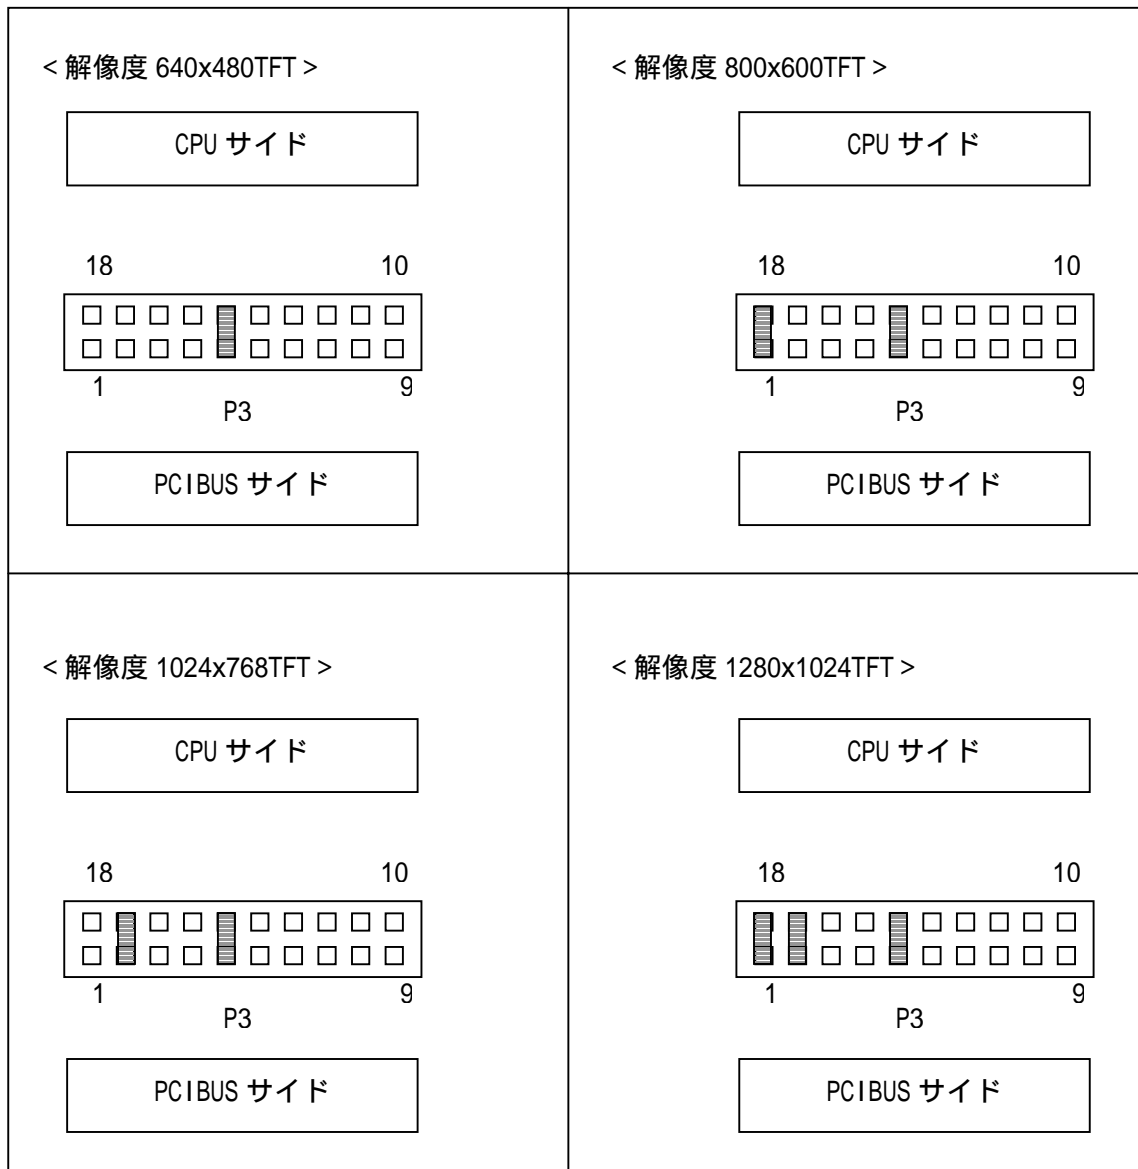 < 解像度 640x480TFT >
CPU サイド
18 10
1 9
P3
PCIBUS サイド
< 解像度 800x600TFT >
CPU サイド
18 10
1 9
P3
PCIBUS サイド
< 解像度 1024x768TFT >
CPU サイド
18 10
1 9
P3
PCIBUS サイド
< 解像度 1280x1024TFT >
CPU サイド
18 10
1 9
P3
PCIBUS サイド